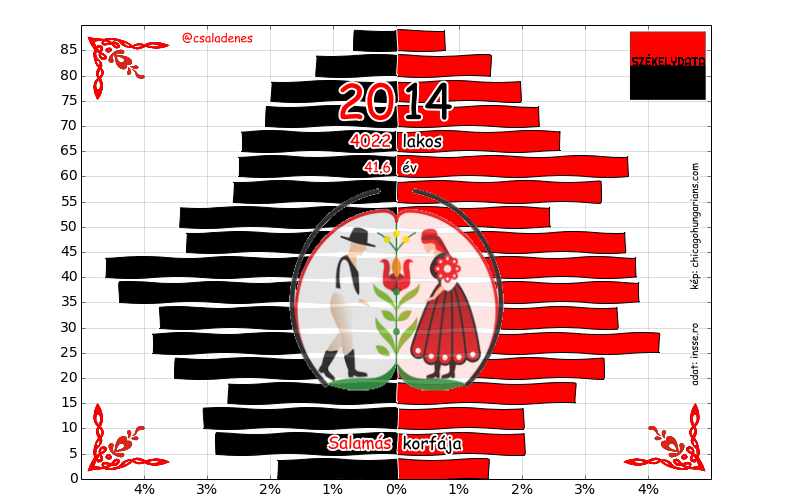 @csaladenes
SZÉKELYDATA
2014
4022 lakos
41,6 év
kép: chicagohungarians.com
adat: insse.ro
Salamás korfája
85
80
75
70
65
60
55
50
45
40
35
30
25
20
15
10
5
0
4% 3% 2% 1% 0% 1% 2% 3% 4%